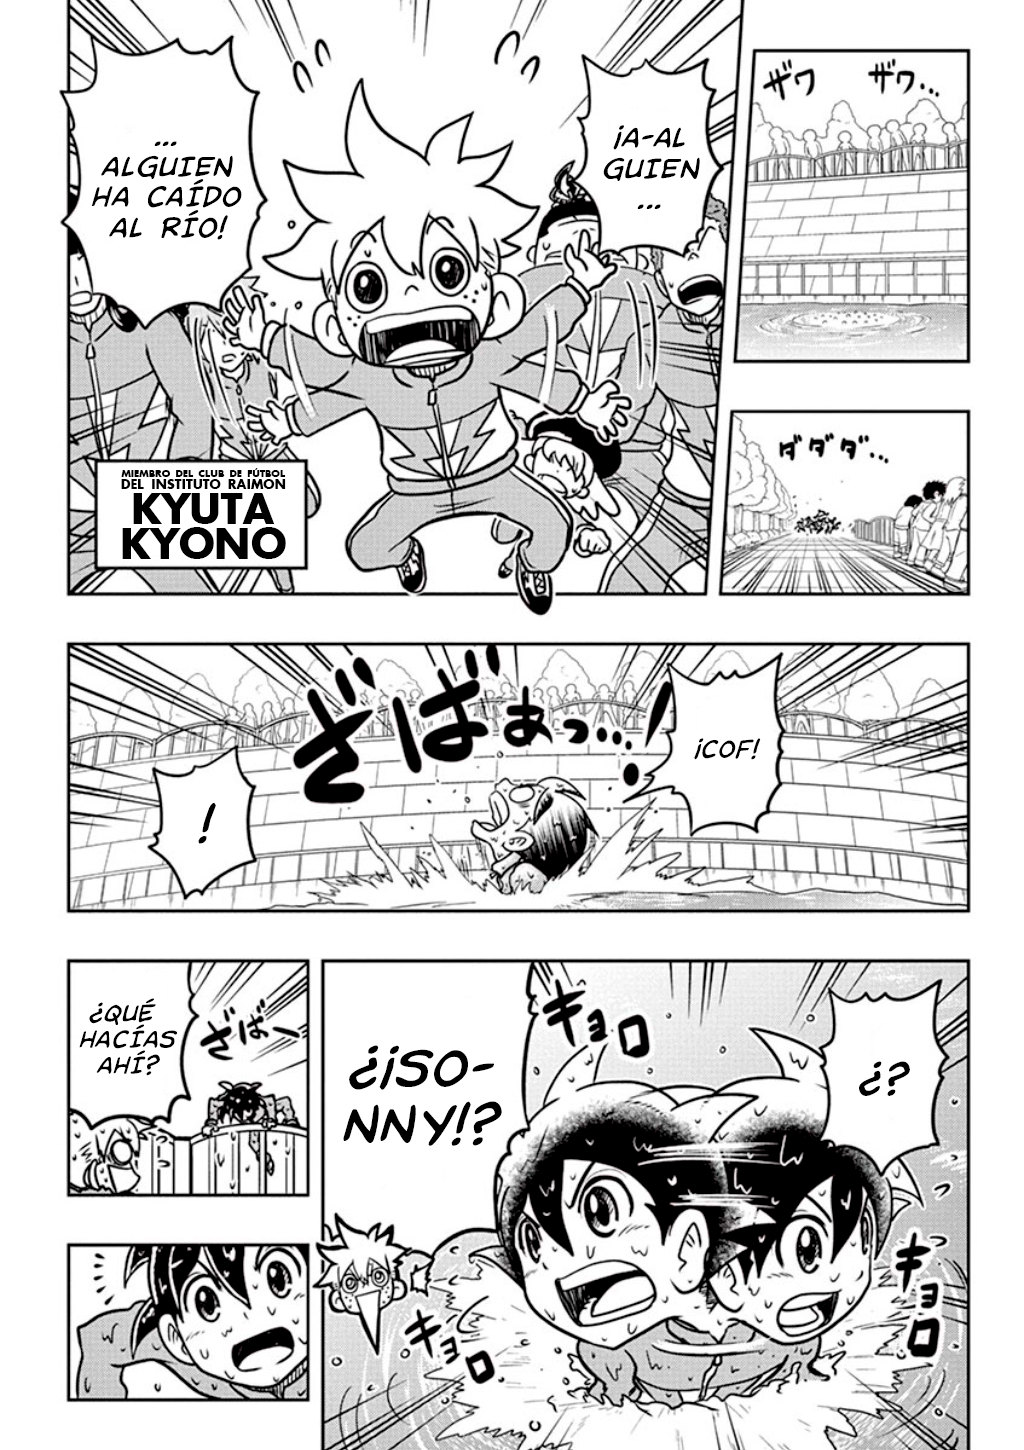 ザワ ザワ...
¡A-AL
GUIEN
...
...
ALGUIEN
HA CAÍDO
AL RÍO!
MIEMBRO DEL CLUB DE FÚTBOL
DEL INSTITUTO RAIMON
KYUTA
KYONO
ダダダ...
ざばあっ...!
¡COF!
!
¿?
キョロ
¿¡SO-
NNY!?
キョロ
キョロ
¿QUÉ
HACÍAS
AHÍ?
ざばー